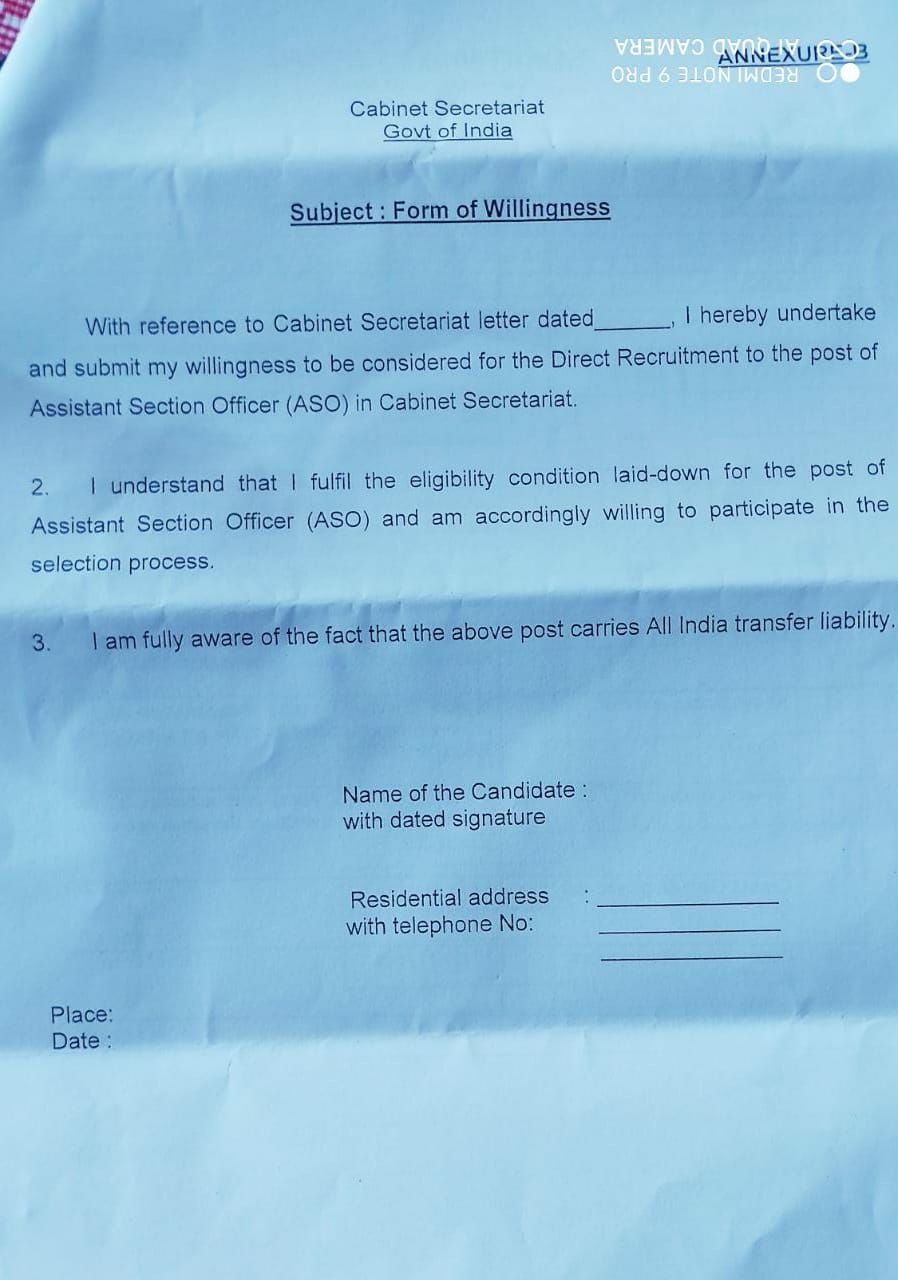 ANNEXURE-B
REDMI NOTE 9 PRO
AI QUAD CAMERA
Cabinet Secretariat
Govt of India
Subject : Form of Willingness
With reference to Cabinet Secretariat letter dated______, I hereby undertake
and submit my willingness to be considered for the Direct Recruitment to the post of
Assistant Section Officer (ASO) in Cabinet Secretariat.
2. I understand that I fulfil the eligibility condition laid-down for the post of
Assistant Section Officer (ASO) and am accordingly willing to participate in the
selection process.
3. I am fully aware of the fact that the above post carries All India transfer liability.
Name of the Candidate :
with dated signature
Residential address :
with telephone No:
Place:
Date :